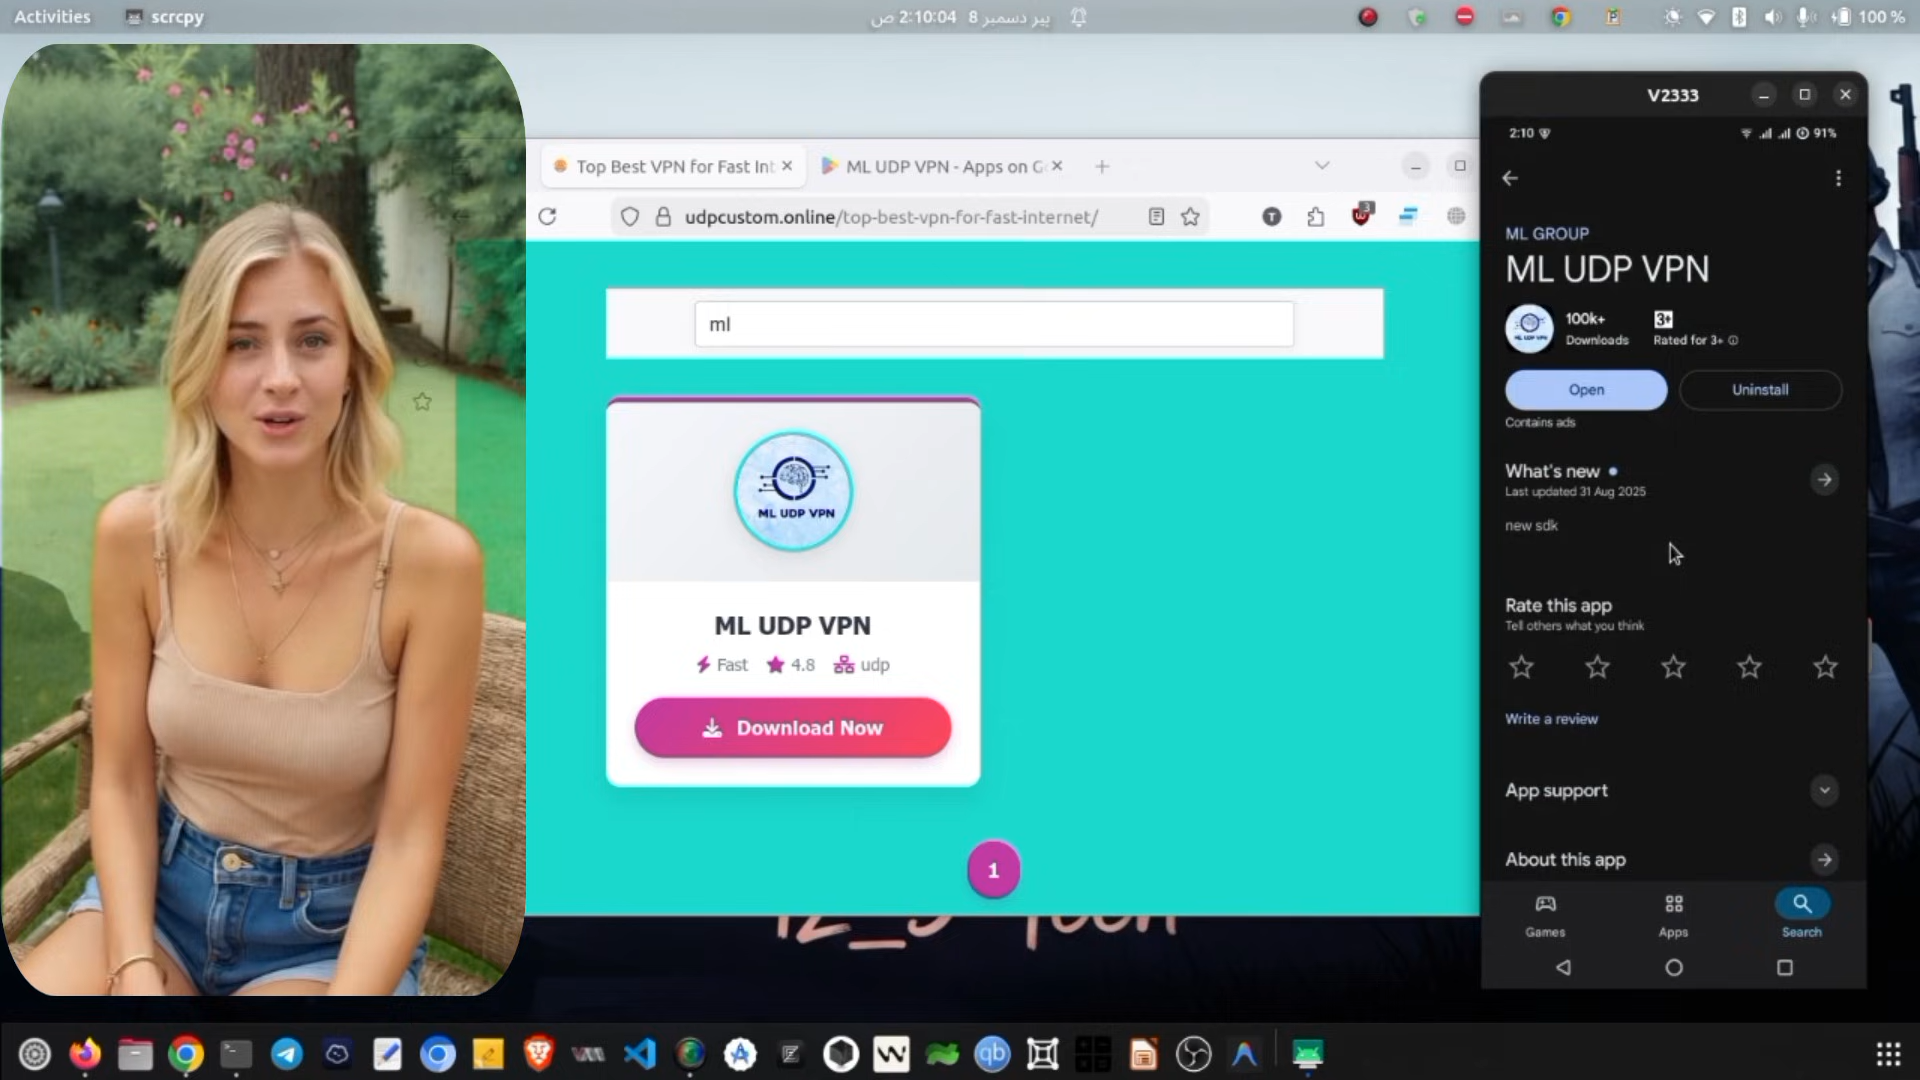 Activities
scrcpy
پیر دسمبر 8 2:10:04 ص
100 %
Top Best VPN for Fast Int
ML UDP VPN - Apps on G
udpcustom.online/top-best-vpn-for-fast-internet/
3
ml
ML UDP VPN
ML UDP VPN
Fast 4.8 udp
Download Now
1
V2333
2:10
91%
ML GROUP
ML UDP VPN
ML UDP VPN
100k+
Downloads
3+
Rated for 3+
Open
Uninstall
Contains ads
What's new
Last updated 31 Aug 2025
new sdk
Rate this app
Tell others what you think
Write a review
App support
About this app
Games
Apps
Search